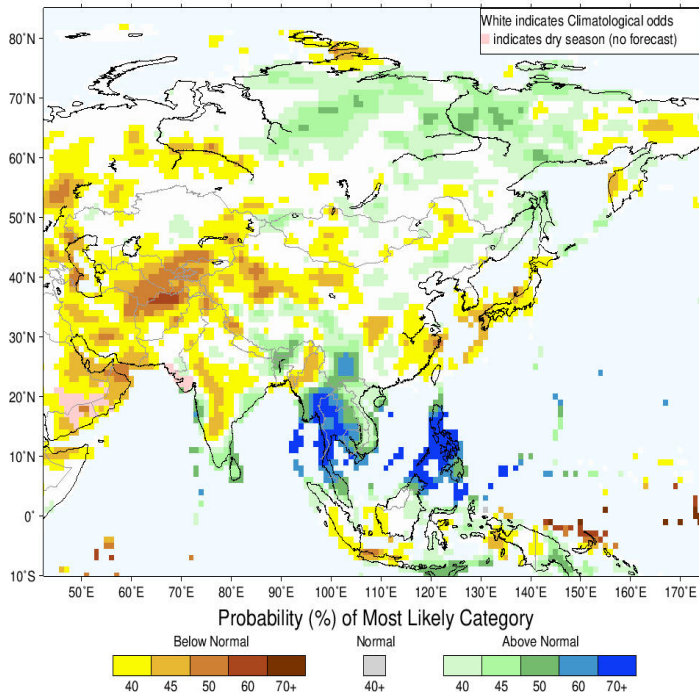 White indicates Climatological odds
indicates dry season (no forecast)
80˚N
70˚N
60˚N
50˚N
40˚N
30˚N
20˚N
10˚N
0˚
10˚S
50˚E 60˚E 70˚E 80˚E 90˚E 100˚E 110˚E 120˚E 130˚E 140˚E 150˚E 160˚E 170˚E
Probability (%) of Most Likely Category
Below Normal Normal Above Normal
40 45 50 60 70+ 40+ 40 45 50 60 70+